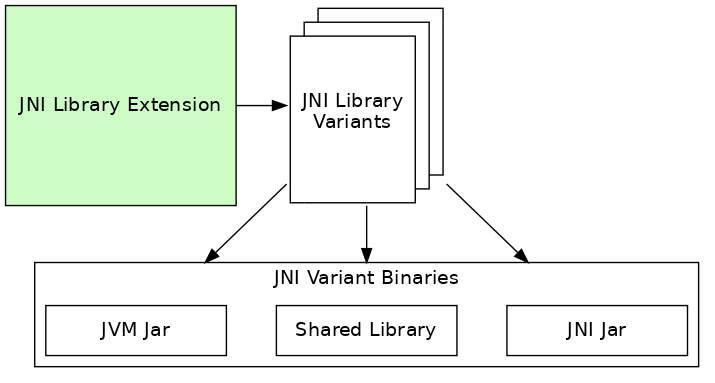 JNI Library Extension
JNI Library
Variants
JNI Variant Binaries
JVM Jar
Shared Library
JNI Jar